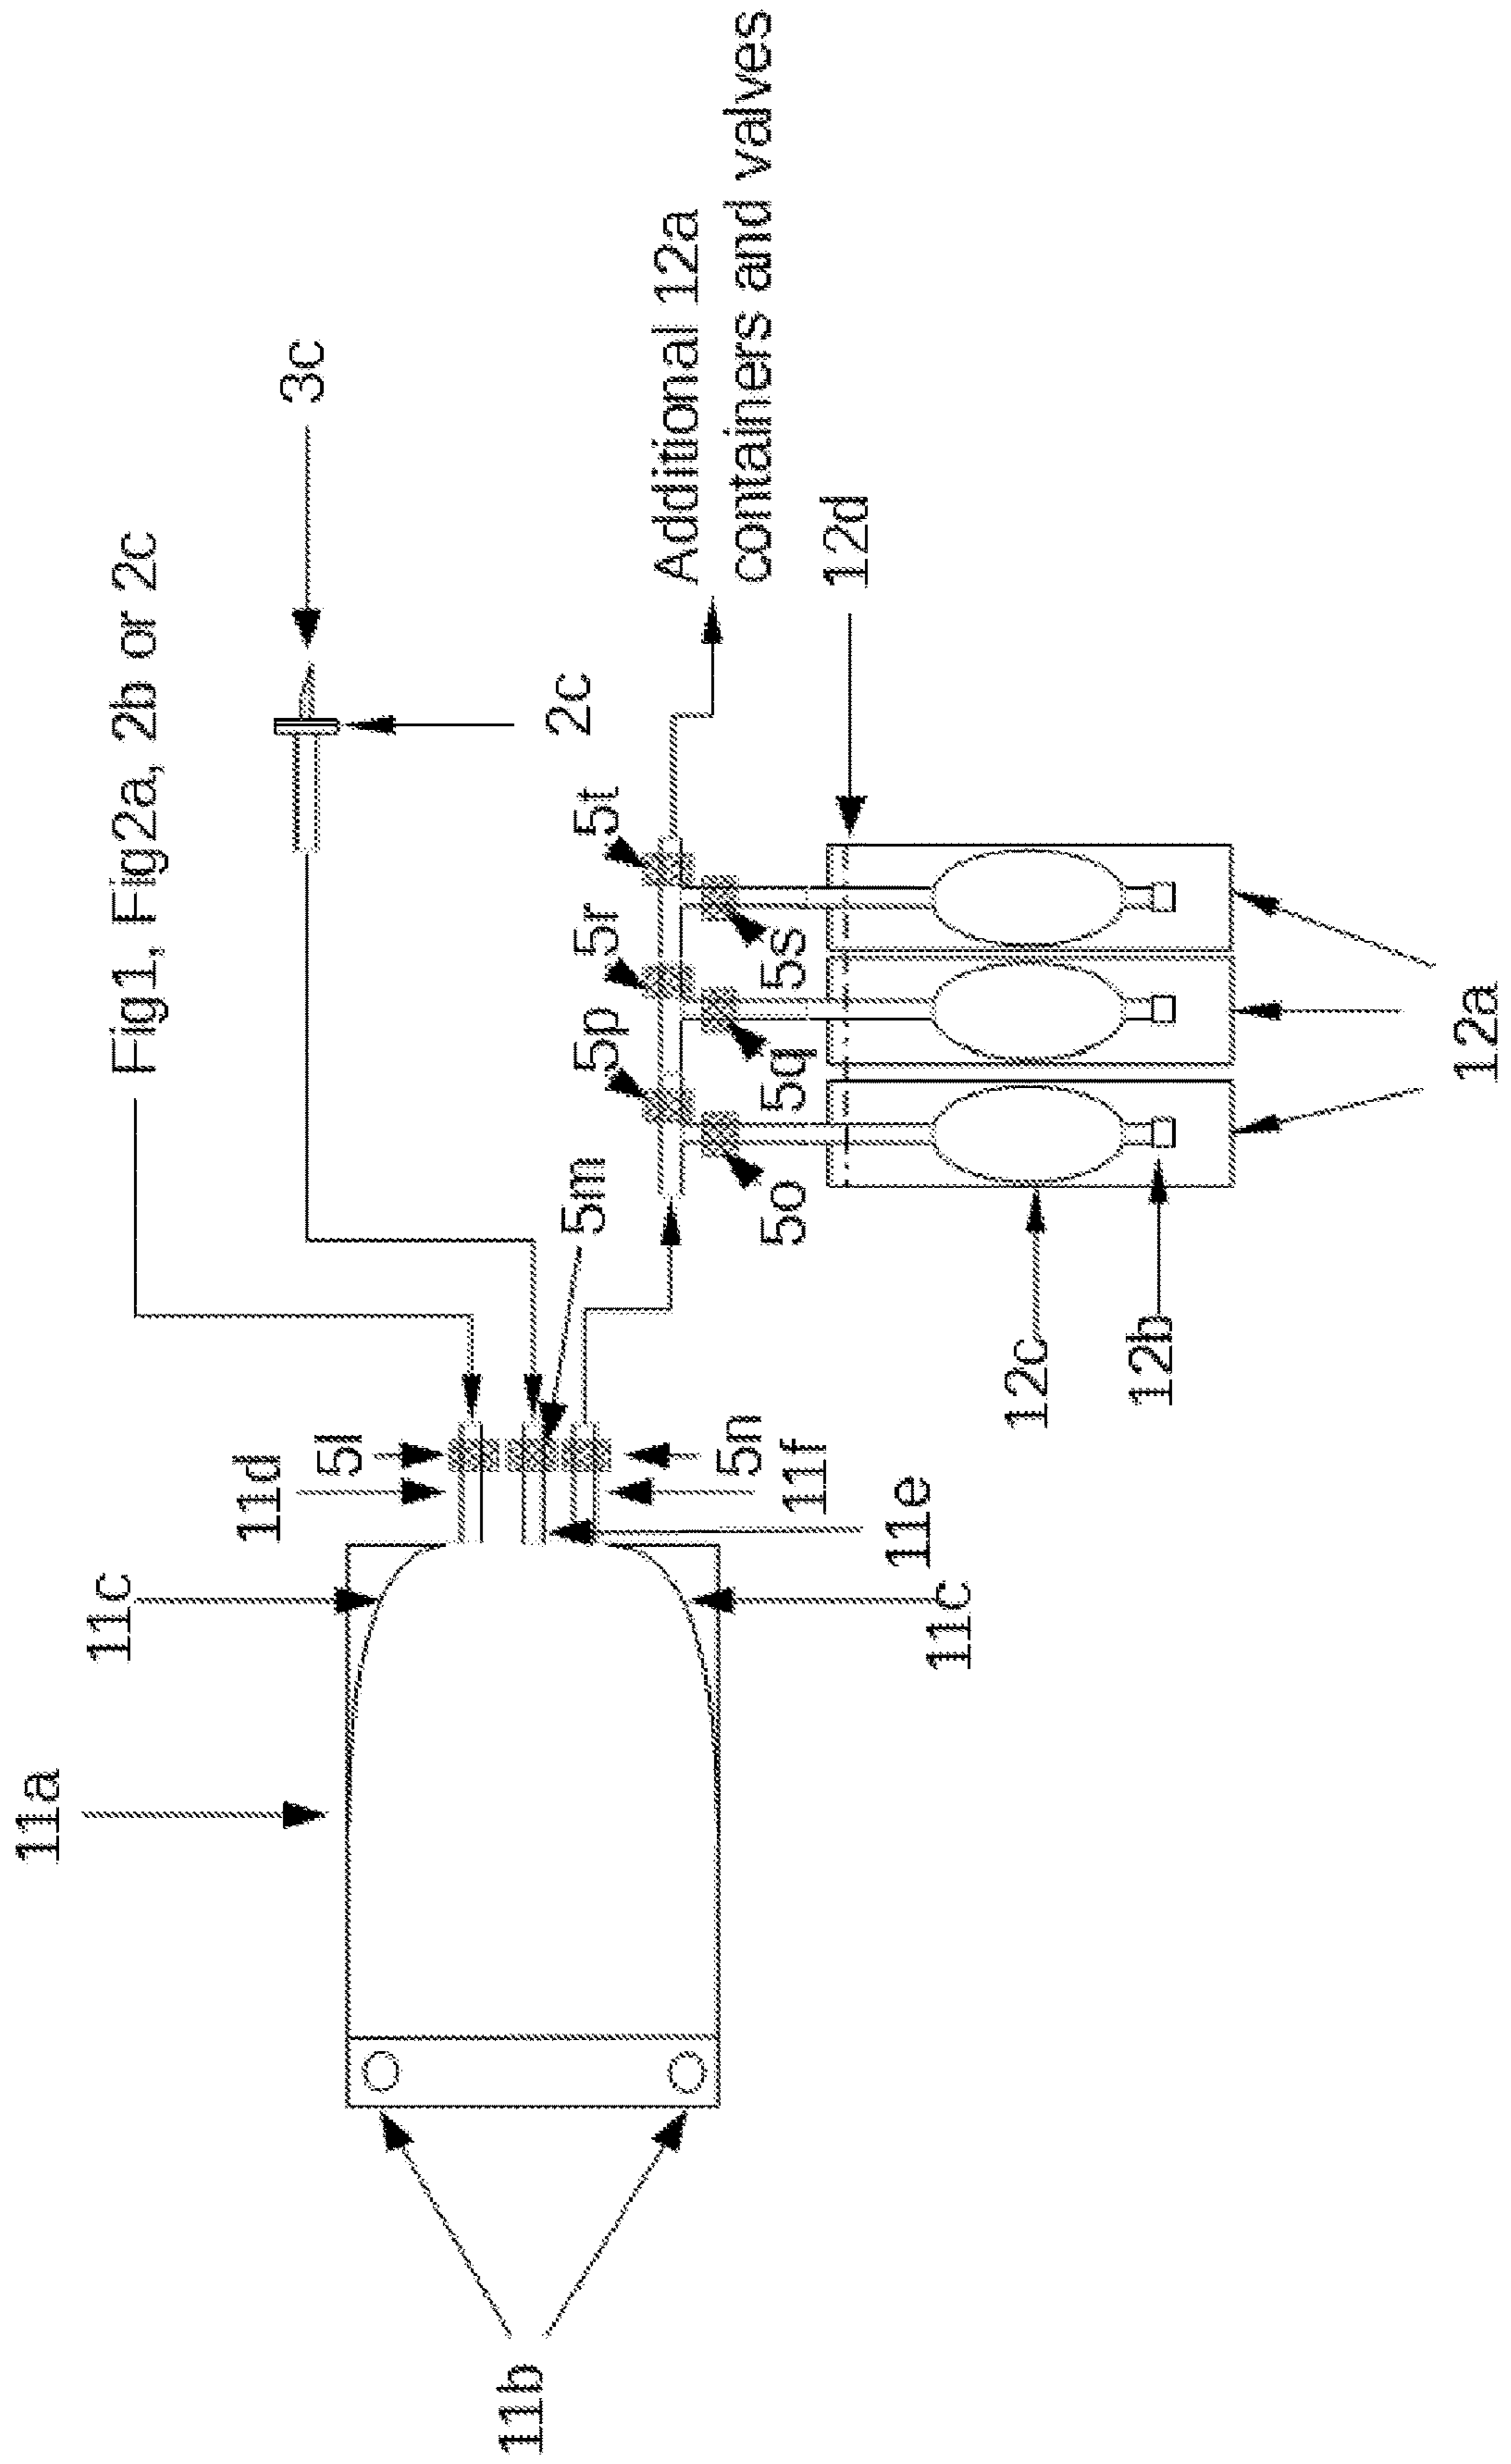 11a
11c
11d
5l
Fig1, Fig2a, 2b or 2c
3c
2c
11b
5m
5p
5r
5t
Additional 12a
containers and valves
5n
11f
11e
11c
5o
5q
5s
12d
12c
12b
12a